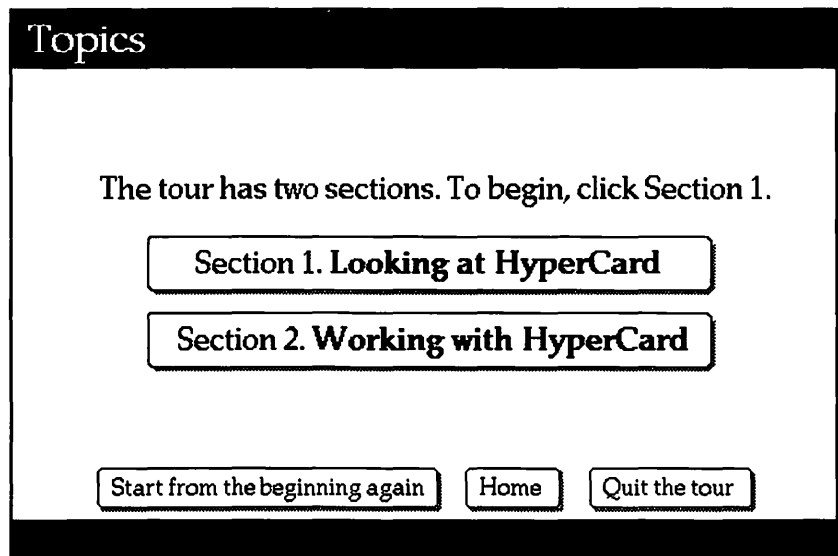 Topics
The tour has two sections. To begin, click Section 1.
Section 1. Looking at HyperCard
Section 2. Working with HyperCard
Start from the beginning again
Home
Quit the tour